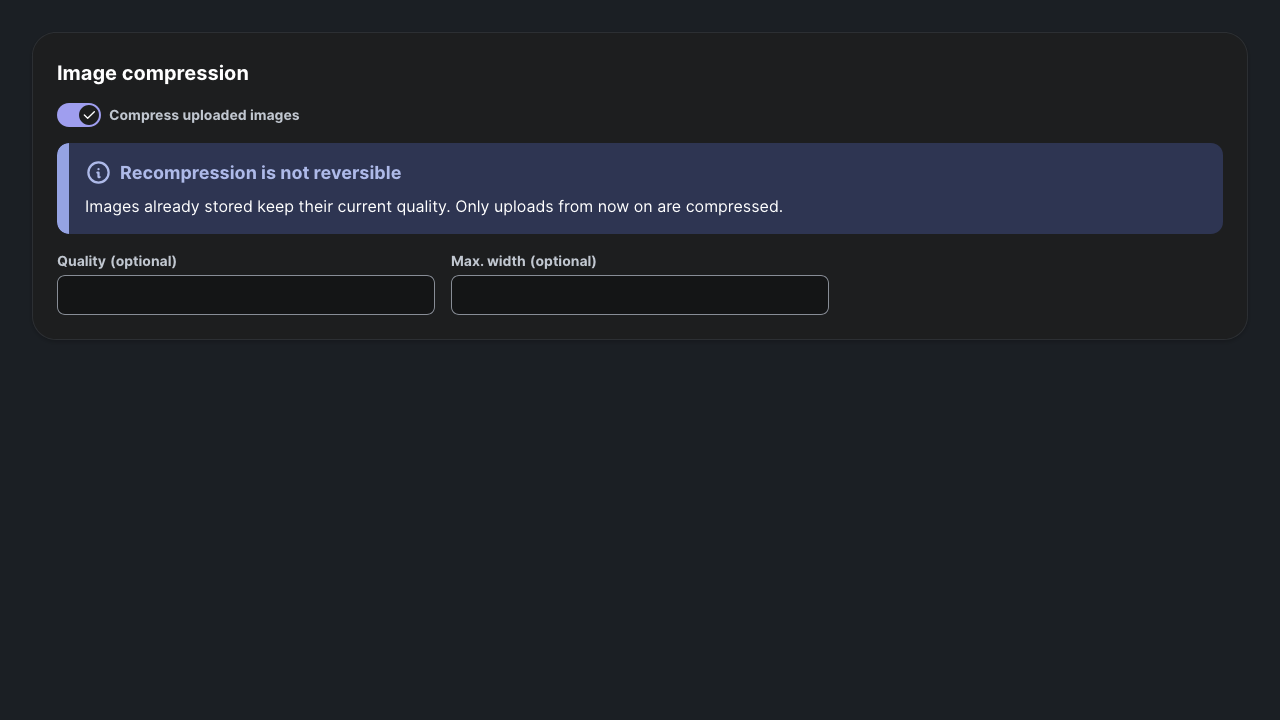 Image compression
Compress uploaded images
Recompression is not reversible
Images already stored keep their current quality. Only uploads from now on are compressed.
Quality (optional)
Max. width (optional)